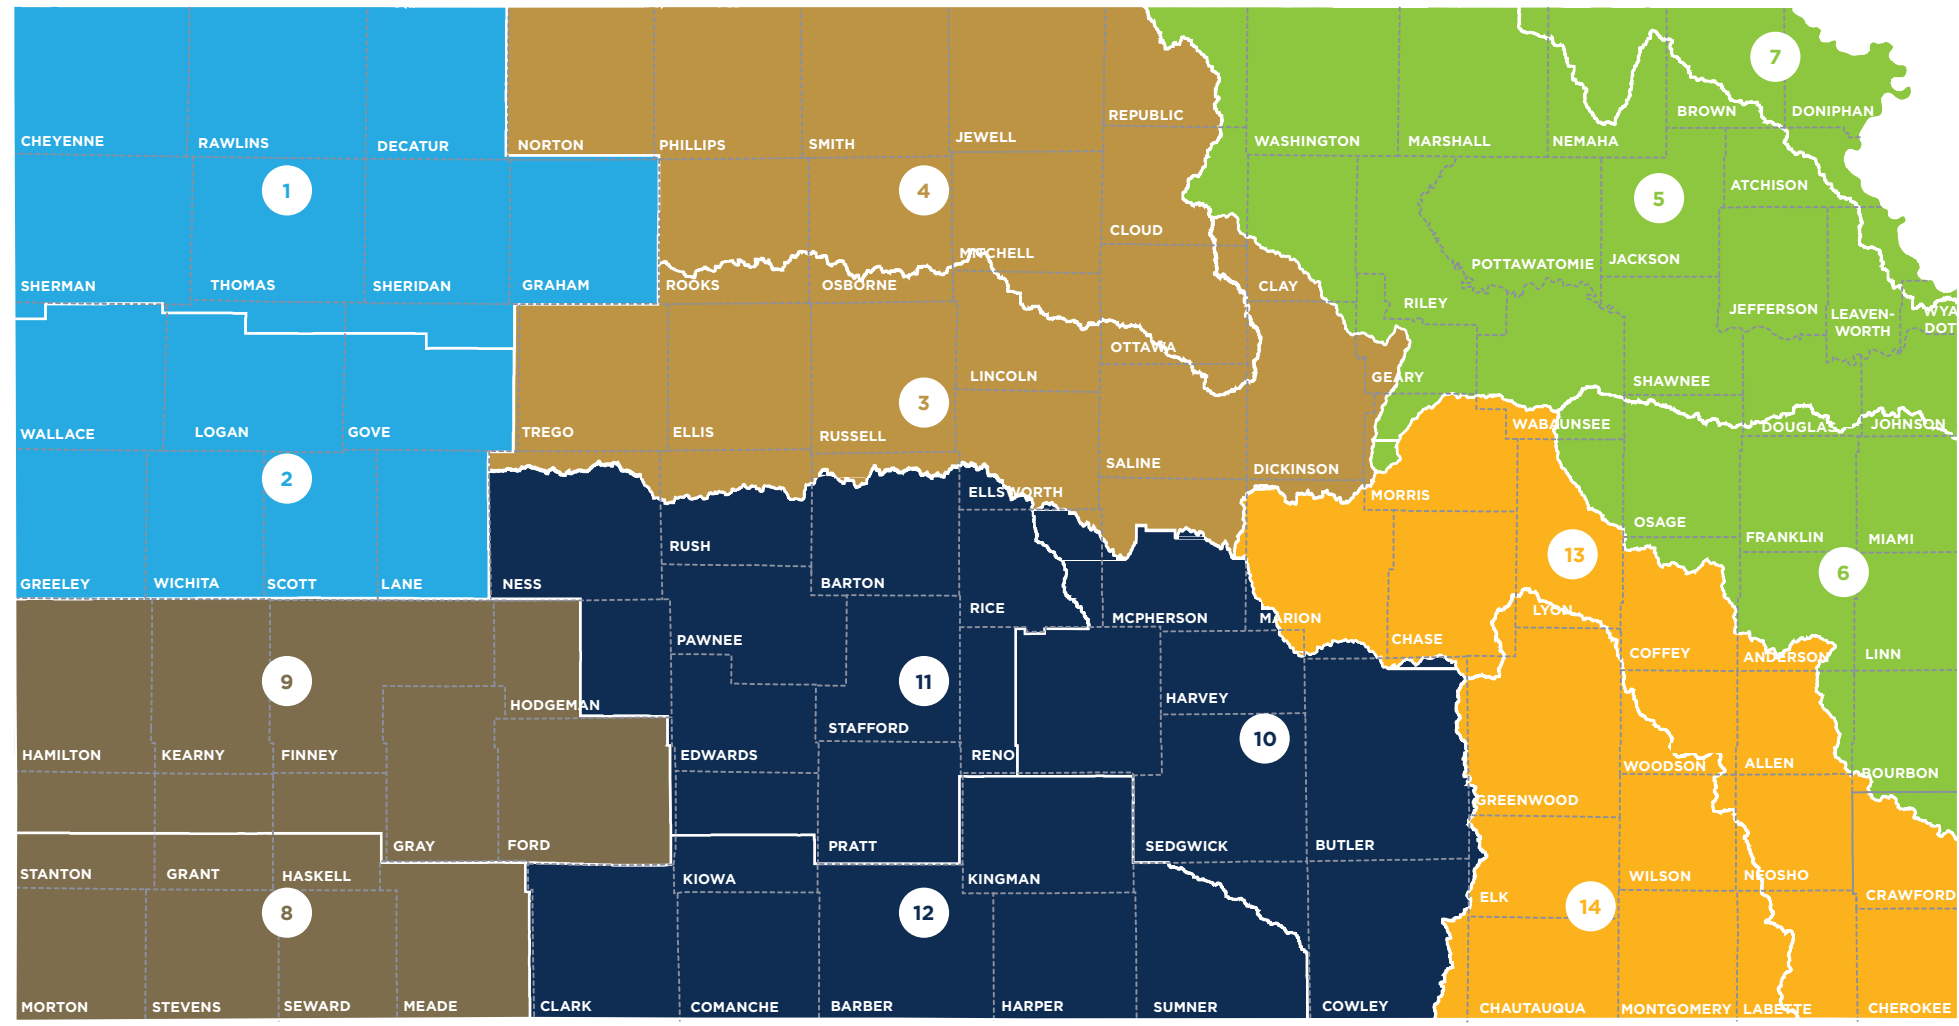 7
REPUBLIC
BROWN
DONIPHAN
CHEYENNE
RAWLINS
DECATUR
NORTON
PHILLIPS
SMITH
JEWELL
WASHINGTON
MARSHALL
NEMAHA
1
4
5
ATCHISON
CLOUD
MITCHELL
POTTAWATOMIE
JACKSON
SHERMAN
THOMAS
SHERIDAN
GRAHAM
ROOKS
OSBORNE
CLAY
RILEY
JEFFERSON
LEAVEN-
WORTH
WYA
DOT
OTTAWA
LINCOLN
GEARY
SHAWNEE
3
WALLACE
LOGAN
GOVE
TREGO
ELLIS
RUSSELL
WABAUNSEE
DOUGLAS
JOHNSON
SALINE
DICKINSON
2
ELLSWORTH
MORRIS
OSAGE
FRANKLIN
MIAMI
RUSH
13
6
GREELEY
WICHITA
SCOTT
LANE
NESS
BARTON
RICE
MCPHERSON
MARION
LYON
PAWNEE
CHASE
COFFEY
ANDERSON
LINN
9
11
HODGEMAN
HARVEY
STAFFORD
10
HAMILTON
KEARNY
FINNEY
EDWARDS
RENO
WOODSON
ALLEN
BOURBON
GREENWOOD
GRAY
FORD
PRATT
SEDGWICK
BUTLER
STANTON
GRANT
HASKELL
KIOWA
KINGMAN
WILSON
NEOSHO
ELK
CRAWFORD
8
12
14
MORTON
STEVENS
SEWARD
MEADE
CLARK
COMANCHE
BARBER
HARPER
SUMNER
COWLEY
CHAUTAUQUA
MONTGOMERY
LABETTE
CHEROKEE